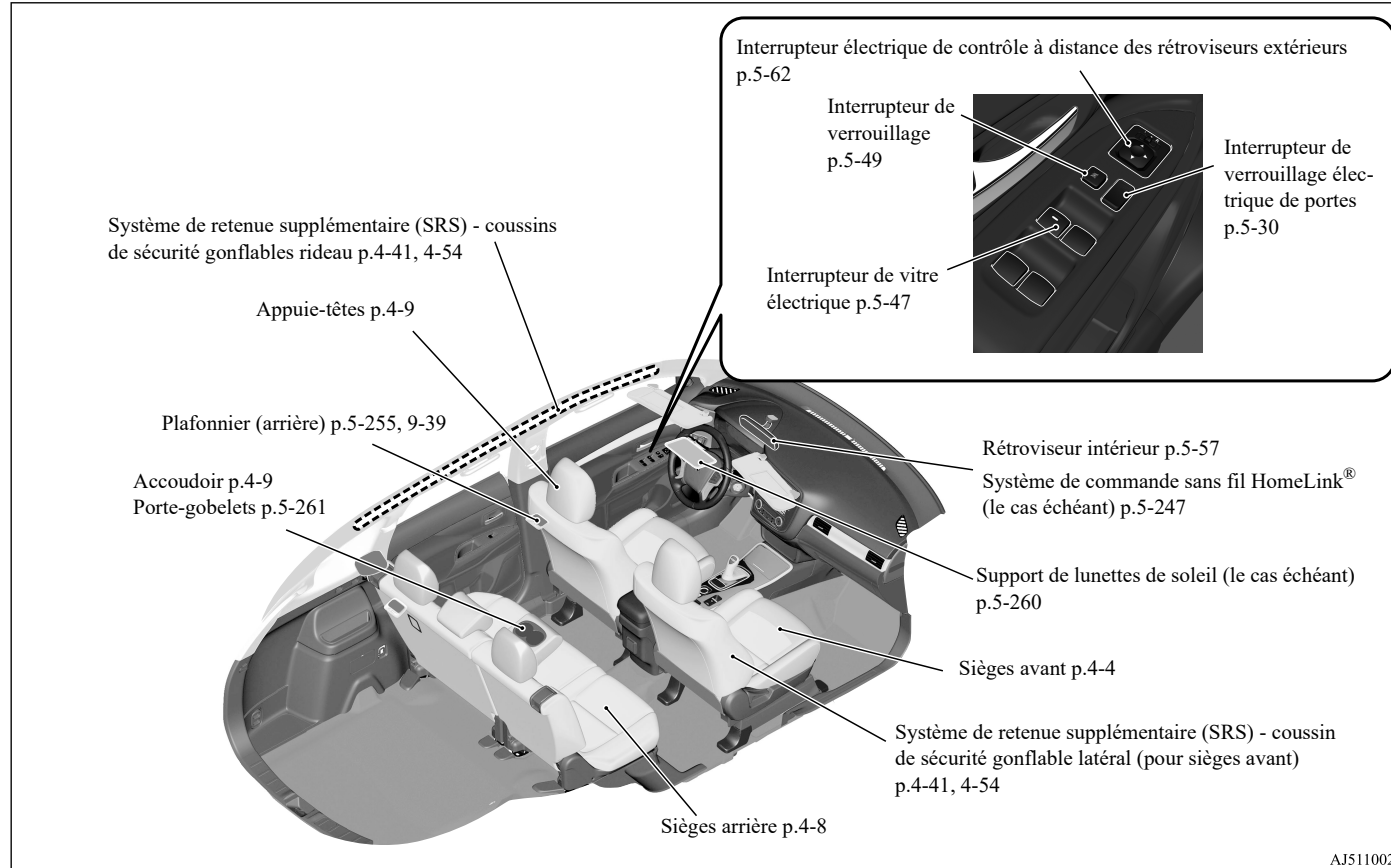 Interrupteur électrique de contrôle à distance des rétroviseurs extérieurs
p.5-62
Interrupteur de
verrouillage
p.5-49
Interrupteur de
verrouillage élec-
trique de portes
p.5-30
Interrupteur de vitre
électrique p.5-47
Système de retenue supplémentaire (SRS) - coussins
de sécurité gonflables rideau p.4-41, 4-54
Appuie-têtes p.4-9
Plafonnier (arrière) p.5-255, 9-39
Accoudoir p.4-9
Porte-gobelets p.5-261
Rétroviseur intérieur p.5-57
Système de commande sans fil HomeLink®
(le cas échéant) p.5-247
Support de lunettes de soleil (le cas échéant)
p.5-260
Sièges avant p.4-4
Système de retenue supplémentaire (SRS) - coussin
de sécurité gonflable latéral (pour sièges avant)
p.4-41, 4-54
Sièges arrière p.4-8
AJ511002